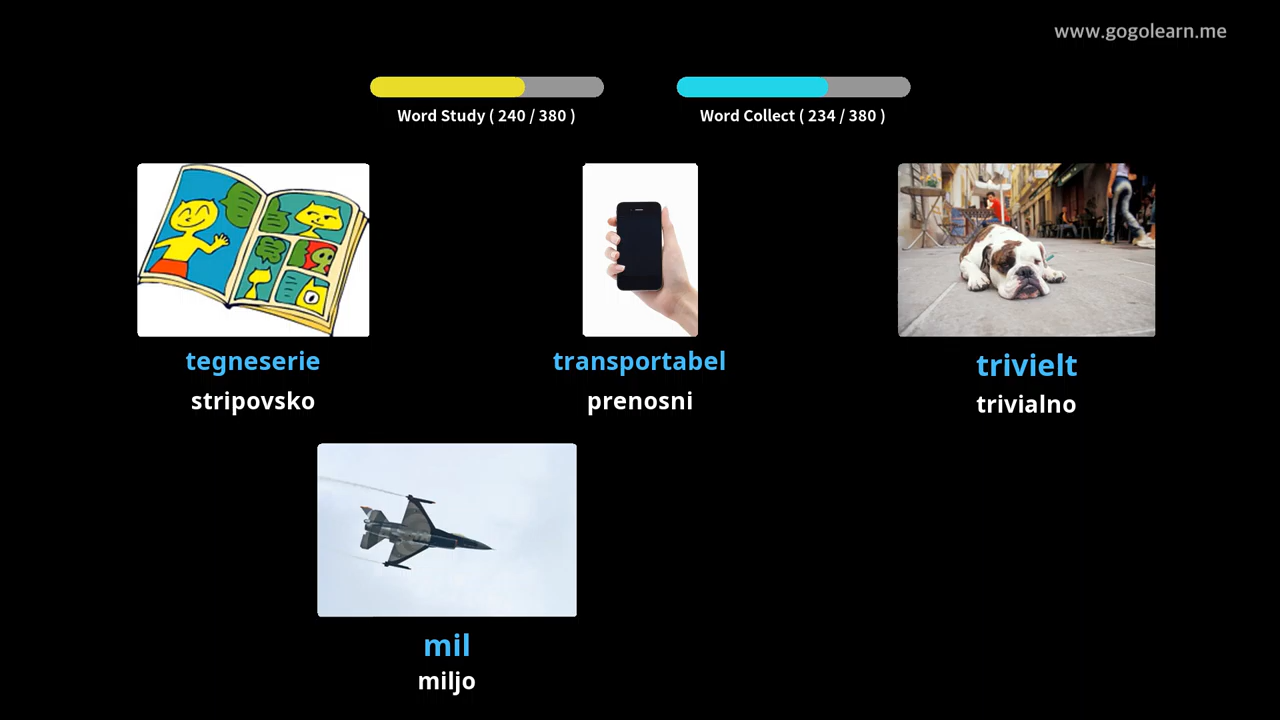 www.gogolearn.me
Word Study ( 240 / 380 )
Word Collect ( 234 / 380 )
tegneserie
stripovsko
transportabel
prenosni
trivielt
trivialno
mil
miljo